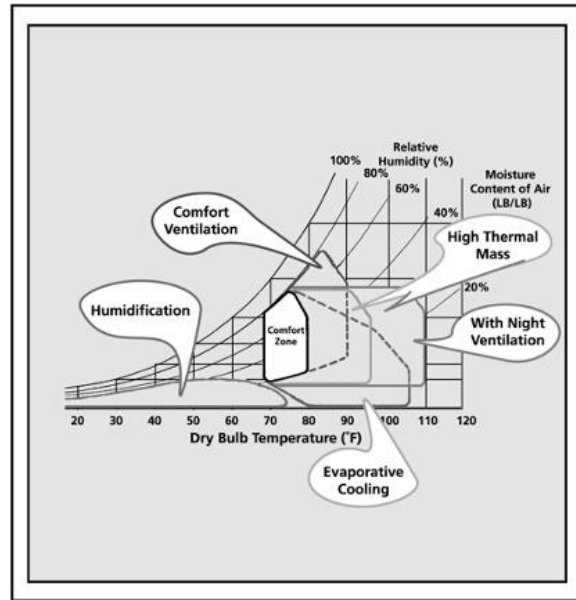 Relative
Humidity (%)
100%
80%
60%
40%
20%
Moisture
Content of Air
(LB/LB)
Comfort
Ventilation
High Thermal
Mass
Humidification
Comfort
Zone
With Night
Ventilation
20 30 40 50 60 70 80 90 100 110 120
Dry Bulb Temperature (°F)
Evaporative
Cooling